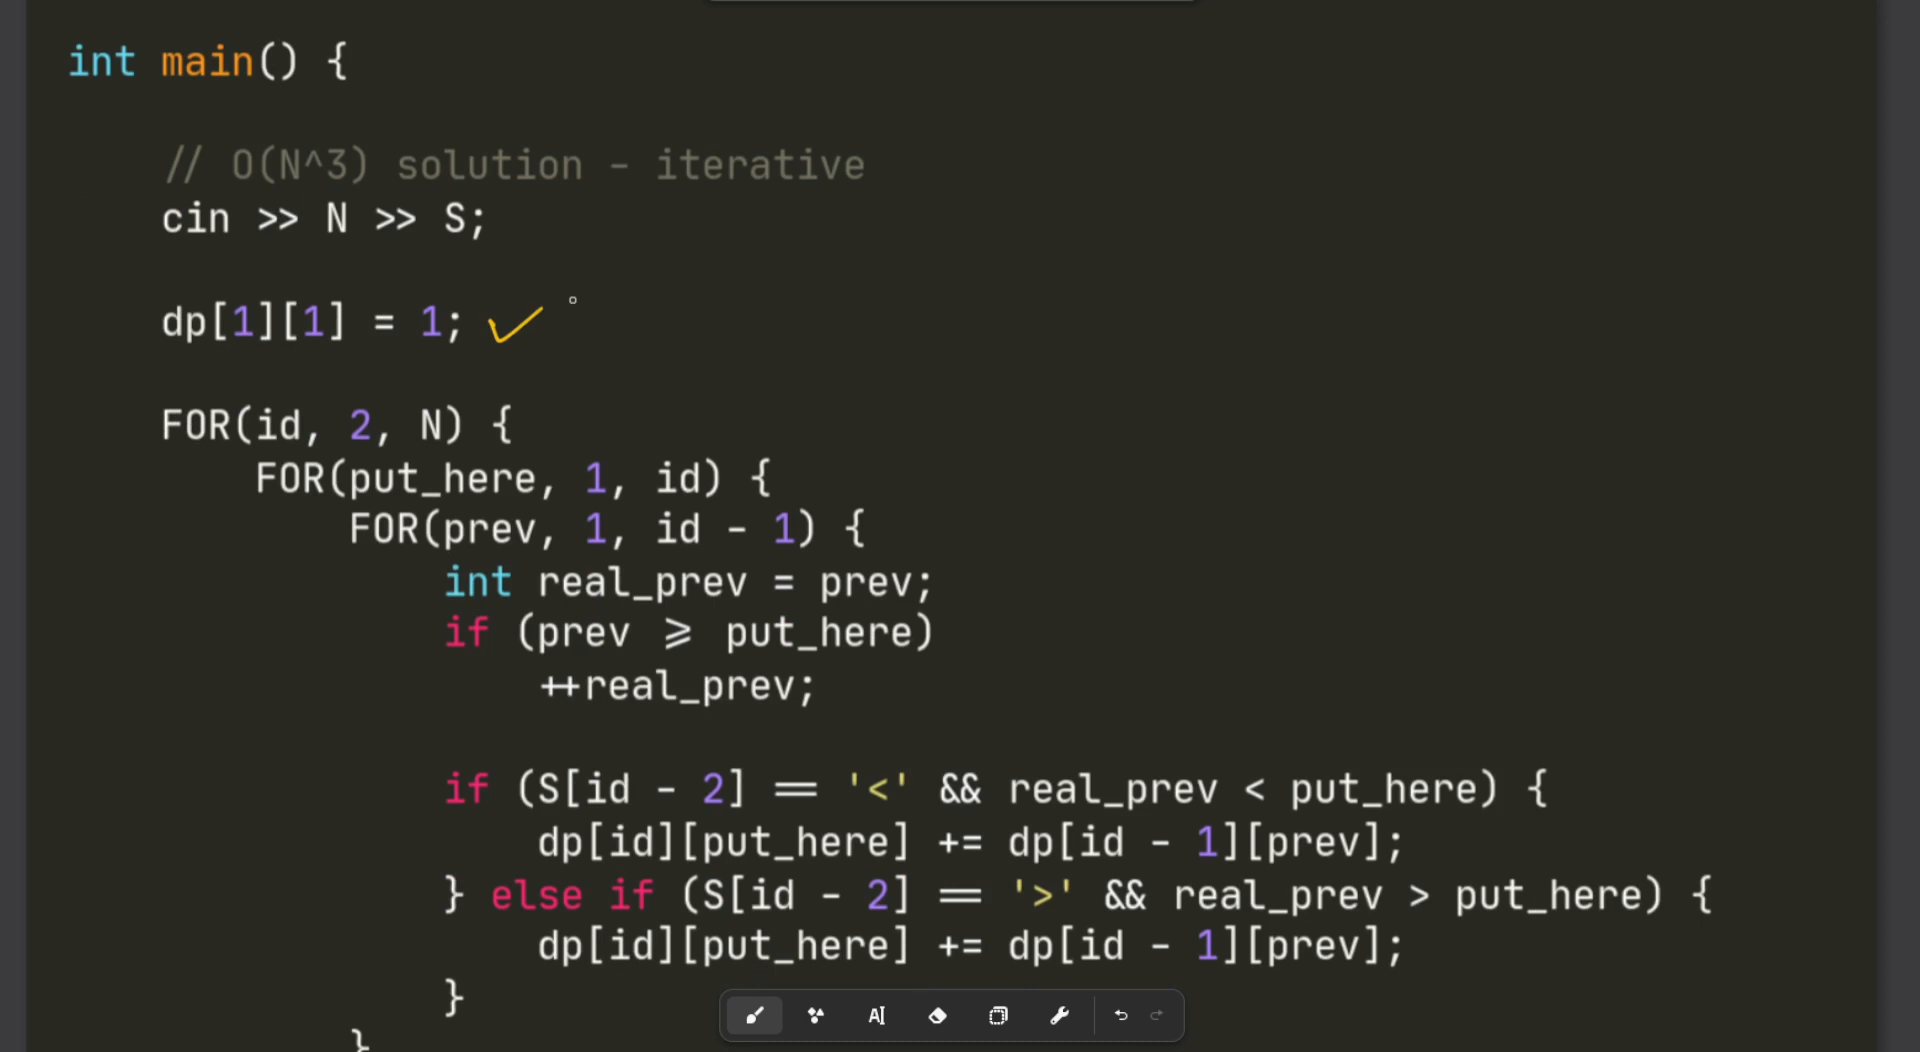 int main() {
// O(N^3) solution - iterative
cin >> N >> S;
dp[1][1] = 1;
FOR(id, 2, N) {
FOR(put_here, 1, id) {
FOR(prev, 1, id - 1) {
int real_prev = prev;
if (prev >= put_here)
++real_prev;
if (S[id - 2] == '<' && real_prev < put_here) {
dp[id][put_here] += dp[id - 1][prev];
} else if (S[id - 2] == '>' && real_prev > put_here) {
dp[id][put_here] += dp[id - 1][prev];
}
}